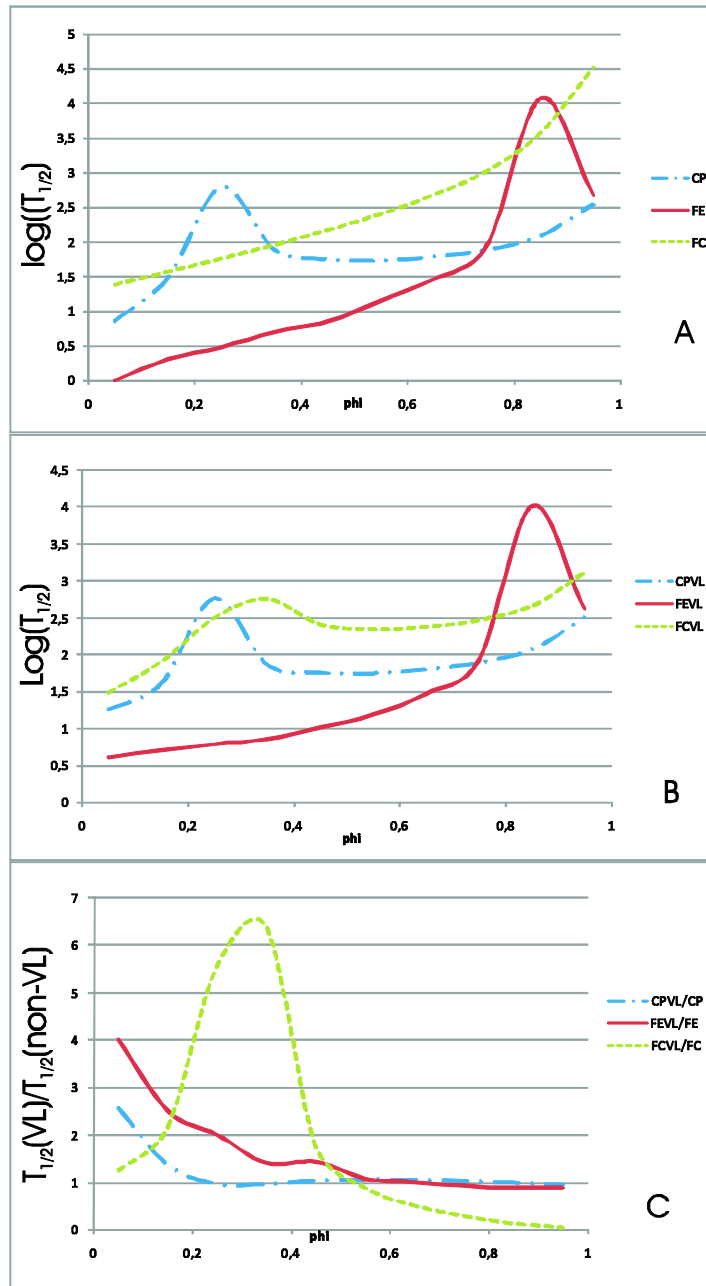 5
4,5
4
3,5
3
2,5
2
1,5
1
0,5
0
log((T1/2)
0 0,2 0,4 0,6 0,8 1
phi
CP
FE
FC
A
4,5
4
3,5
3
2,5
2
1,5
1
0,5
0
Log(T1/2)
0 0,2 0,4 0,6 0,8 1
phi
CPVL
FEVL
FCVL
B
7
6
5
4
3
2
1
0
T1/2(VL)/T1/2(non-VL)
0 0,2 0,4 0,6 0,8 1
phi
CPVL/CP
FEVL/FE
FCVL/FC
C